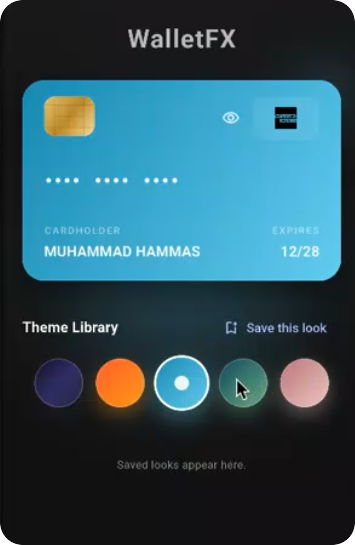 WalletFX
•••• •••• ••••
CARDHOLDER
EXPIRES
MUHAMMAD HAMMAS
12/28
Theme Library
Save this look
Saved looks appear here.